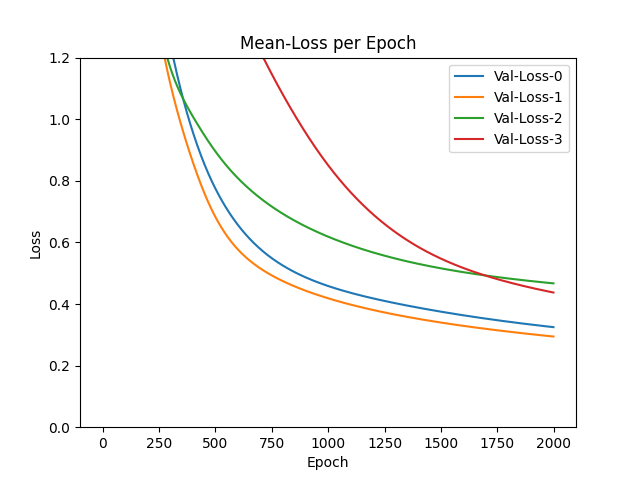 Mean-Loss per Epoch
1.2
1.0
0.8
0.6
0.4
0.2
0.0
Loss
Val-Loss-0
Val-Loss-1
Val-Loss-2
Val-Loss-3
0 250 500 750 1000 1250 1500 1750 2000
Epoch